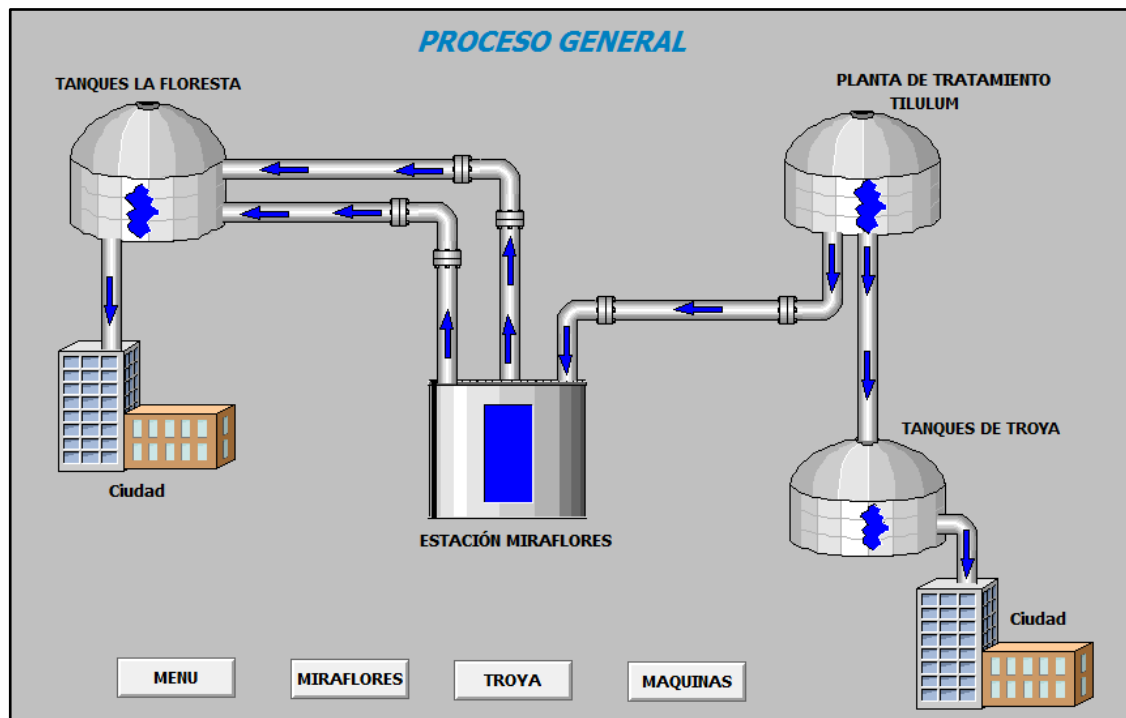 PROCESO GENERAL
TANQUES LA FLORESTA
PLANTA DE TRATAMIENTO
TILULUM
TANQUES DE TROYA
Ciudad
ESTACIÓN MIRAFLORES
Ciudad
MENU
MIRAFLORES
TROYA
MAQUINAS